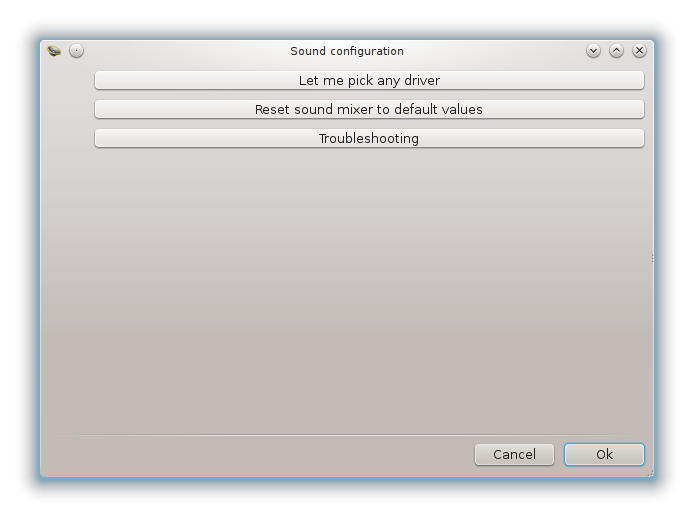 Sound configuration
Let me pick any driver
Reset sound mixer to default values
Troubleshooting
Cancel
Ok